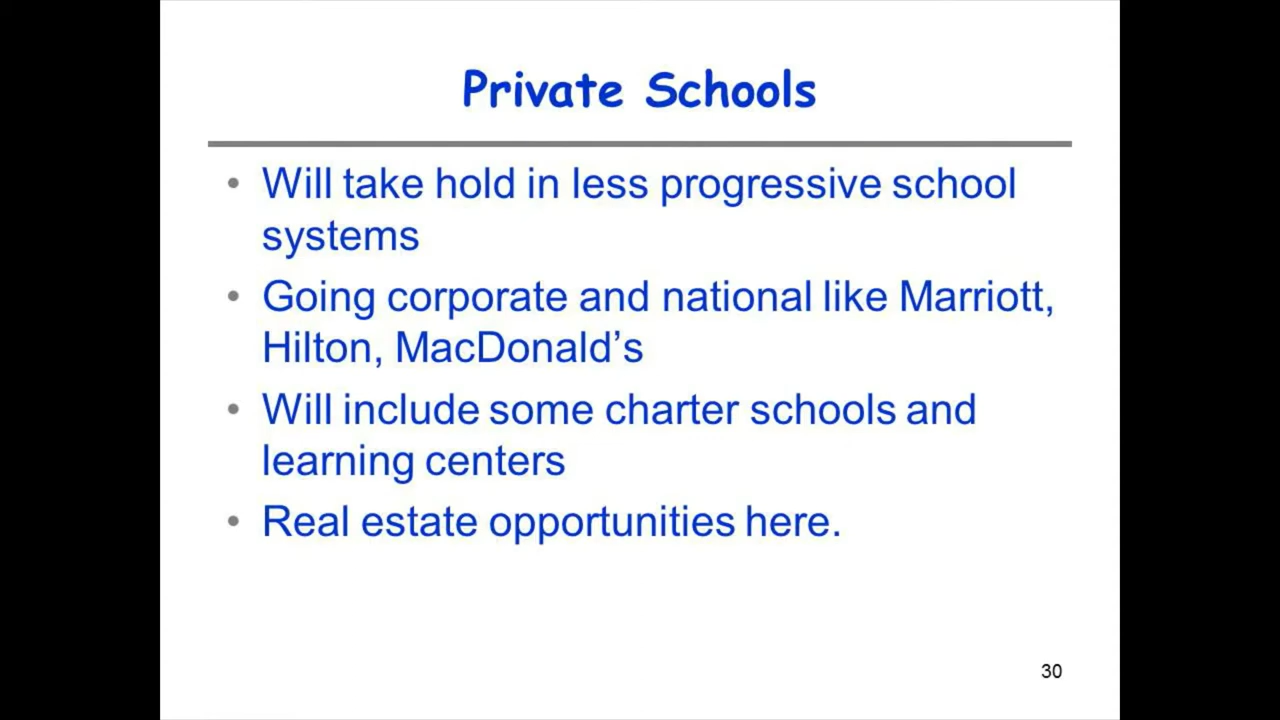 Private Schools
• Will take hold in less progressive school
systems
• Going corporate and national like Marriott,
Hilton, MacDonald’s
• Will include some charter schools and
learning centers
• Real estate opportunities here.
30